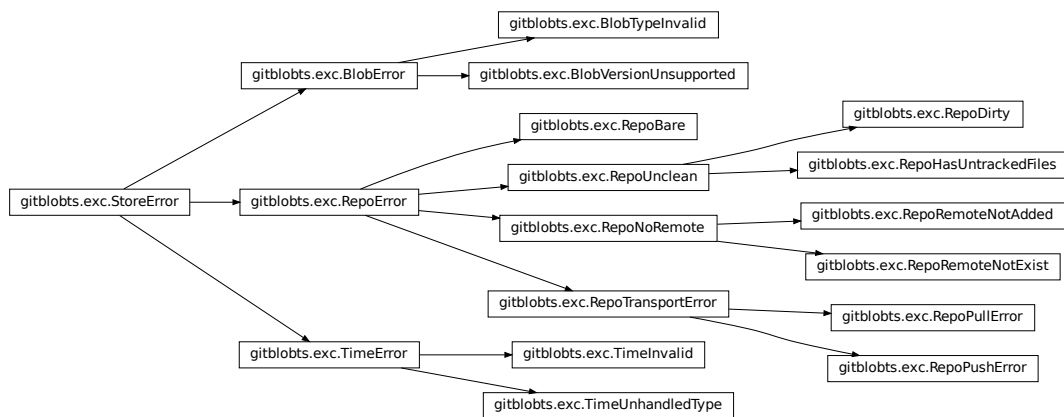 gitblobts.exc.BlobTypeInvalid
gitblobts.exc.BlobError
gitblobts.exc.BlobVersionUnsupported
gitblobts.exc.RepoDirty
gitblobts.exc.RepoBare
gitblobts.exc.RepoHasUntrackedFiles
gitblobts.exc.RepoUnclean
gitblobts.exc.StoreError
gitblobts.exc.RepoError
gitblobts.exc.RepoRemoteNotAdded
gitblobts.exc.RepoNoRemote
gitblobts.exc.RepoRemoteNotExist
gitblobts.exc.RepoTransportError
gitblobts.exc.RepoPullError
gitblobts.exc.TimeError
gitblobts.exc.TimeInvalid
gitblobts.exc.RepoPushError
gitblobts.exc.TimeUnhandledType